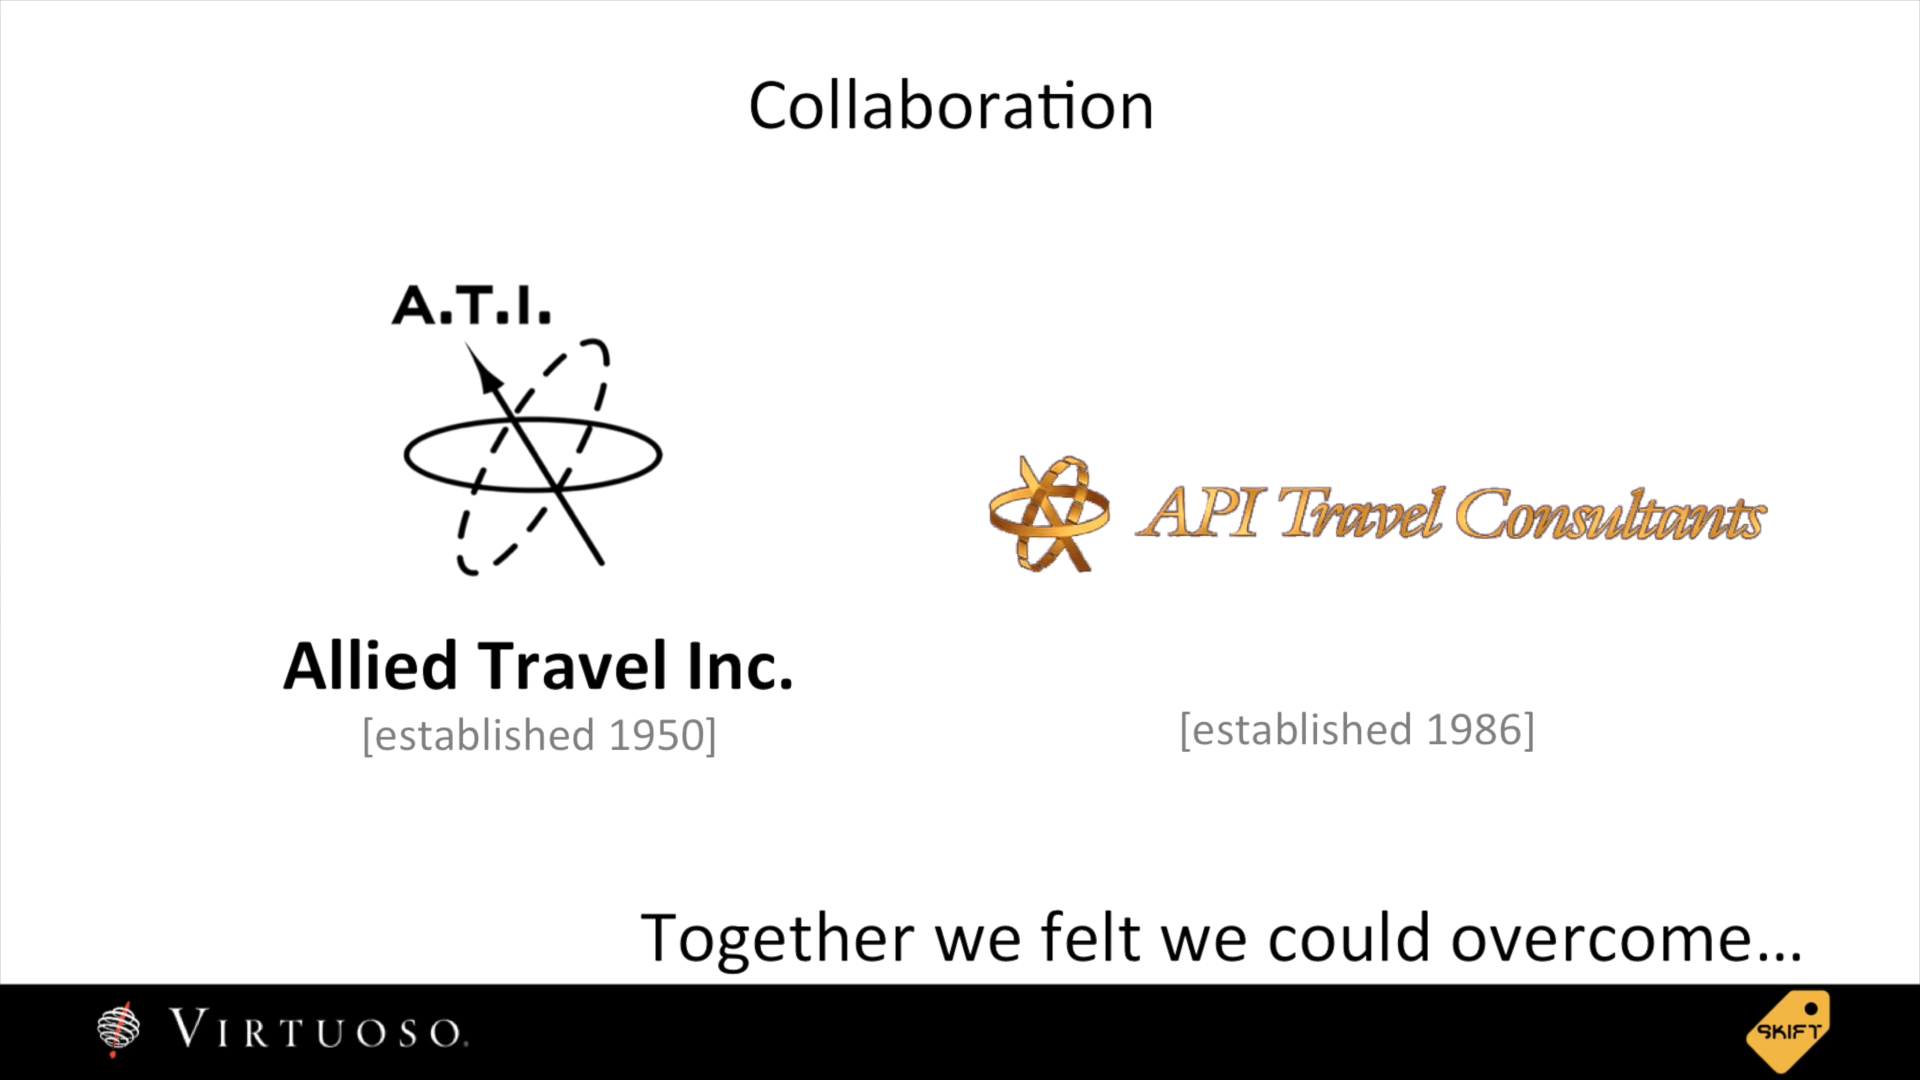 Collaboration
A.T.I.
Allied Travel Inc.
[established 1950]
API Travel Consultants
[established 1986]
Together we felt we could overcome...
VIRTUOSO.
SKIFT